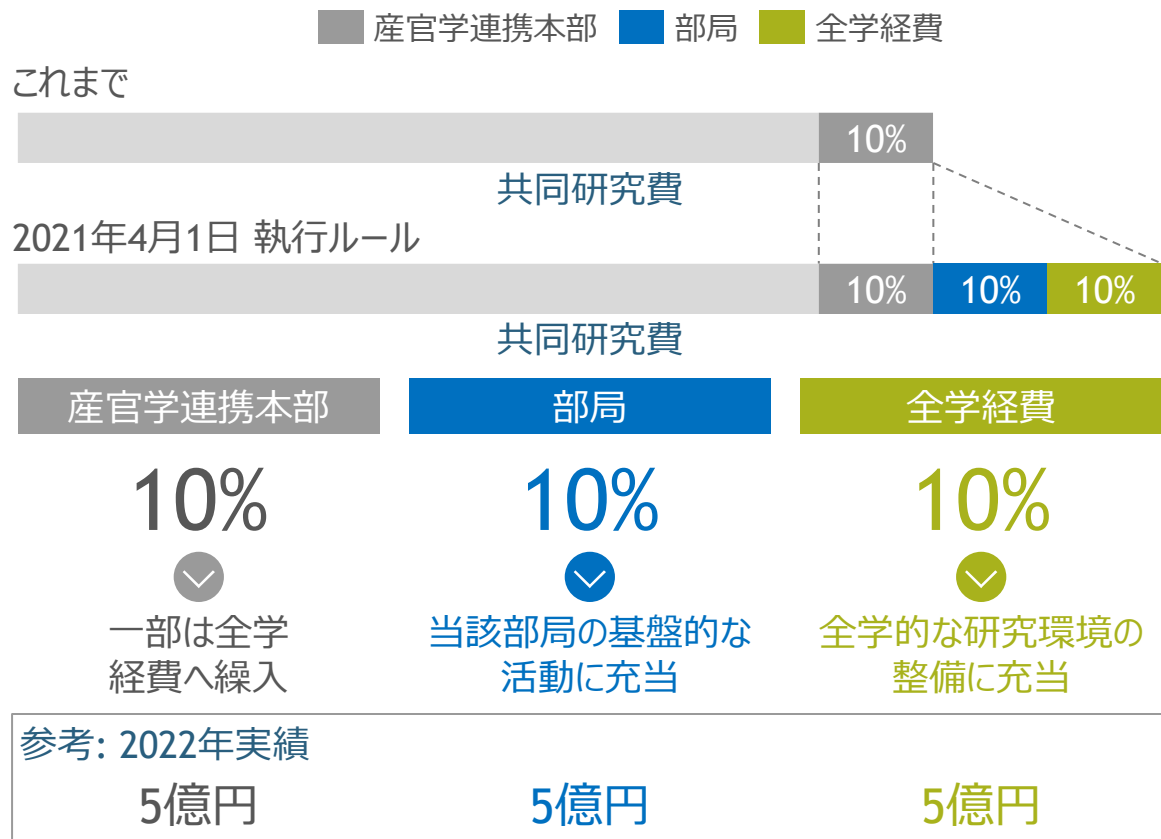 産官学連携本部 部局 全学経費
これまで
10%
共同研究費
2021年4月1日 執行ルール
10% 10% 10%
共同研究費
産官学連携本部 部局 全学経費
10% 10% 10%
一部は全学 当該部局の基盤的な 全学的な研究環境の
経費へ繰入 活動に充当 整備に充当
参考: 2022年実績
5億円 5億円 5億円